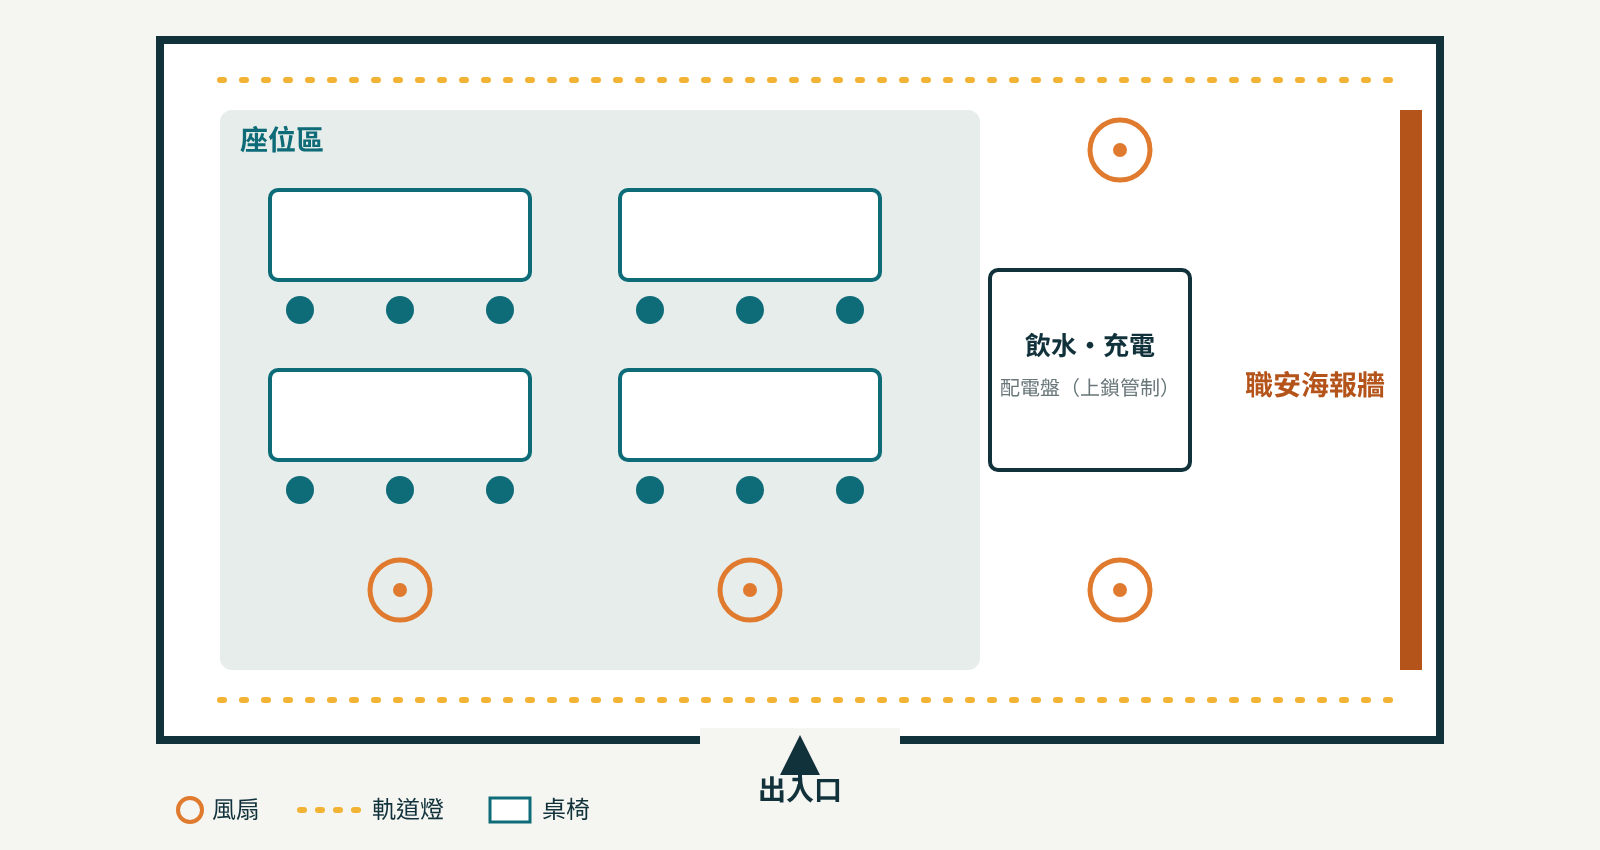 座位區
飲水・充電
配電盤（上鎖管制）
職安海報牆
出入口
風扇
軌道燈
桌椅